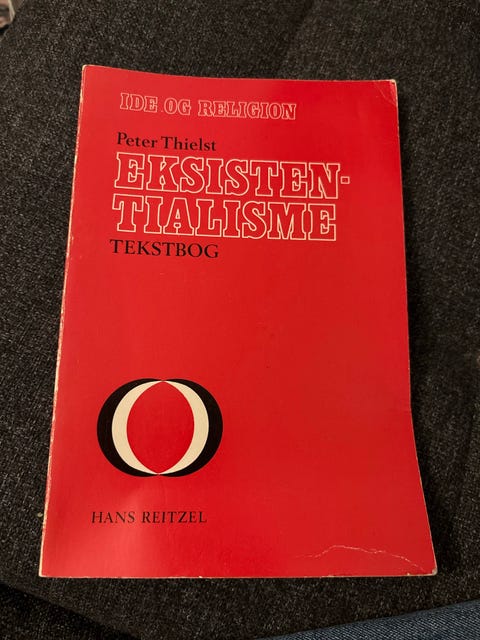 IDE OG RELIGION
Peter Thielst
EKSISTEN-
TIALISME
TEKSTBOG
HANS REITZEL